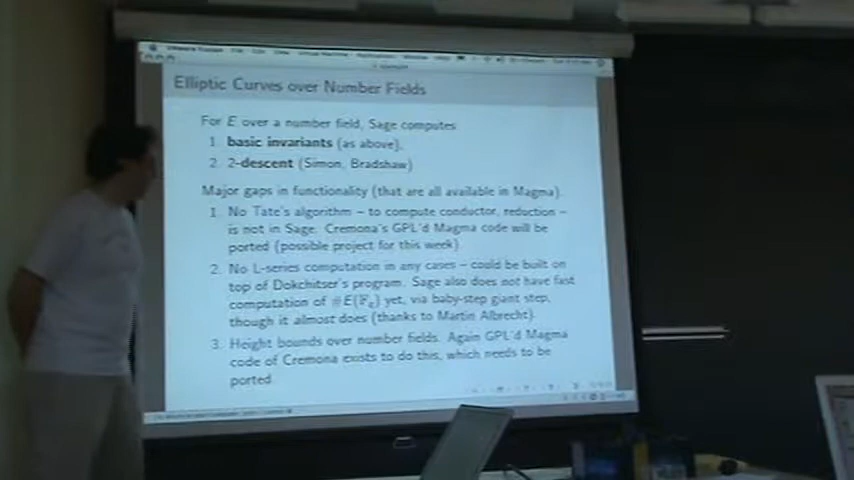 Elliptic Curves over Number Fields
For E over a number field, Sage computes
1. basic invariants (as above),
2. 2-descent (Simon, Bradshaw)
Major gaps in functionality (that are all available in Magma).
1. No Tate's algorithm – to compute conductor, reduction –
is not in Sage. Cremona's GPL'd Magma code will be
ported (possible project for this week)
2. No L-series computation in any cases – could be built on
top of Dokchitser's program. Sage also does not have fast
computation of #E(F) yet, via baby-step giant step,
though it almost does (thanks to Martin Albrecht)
3. Height bounds over number fields. Again GPL'd Magma
code of Cremona exists to do this, which needs to be
ported.